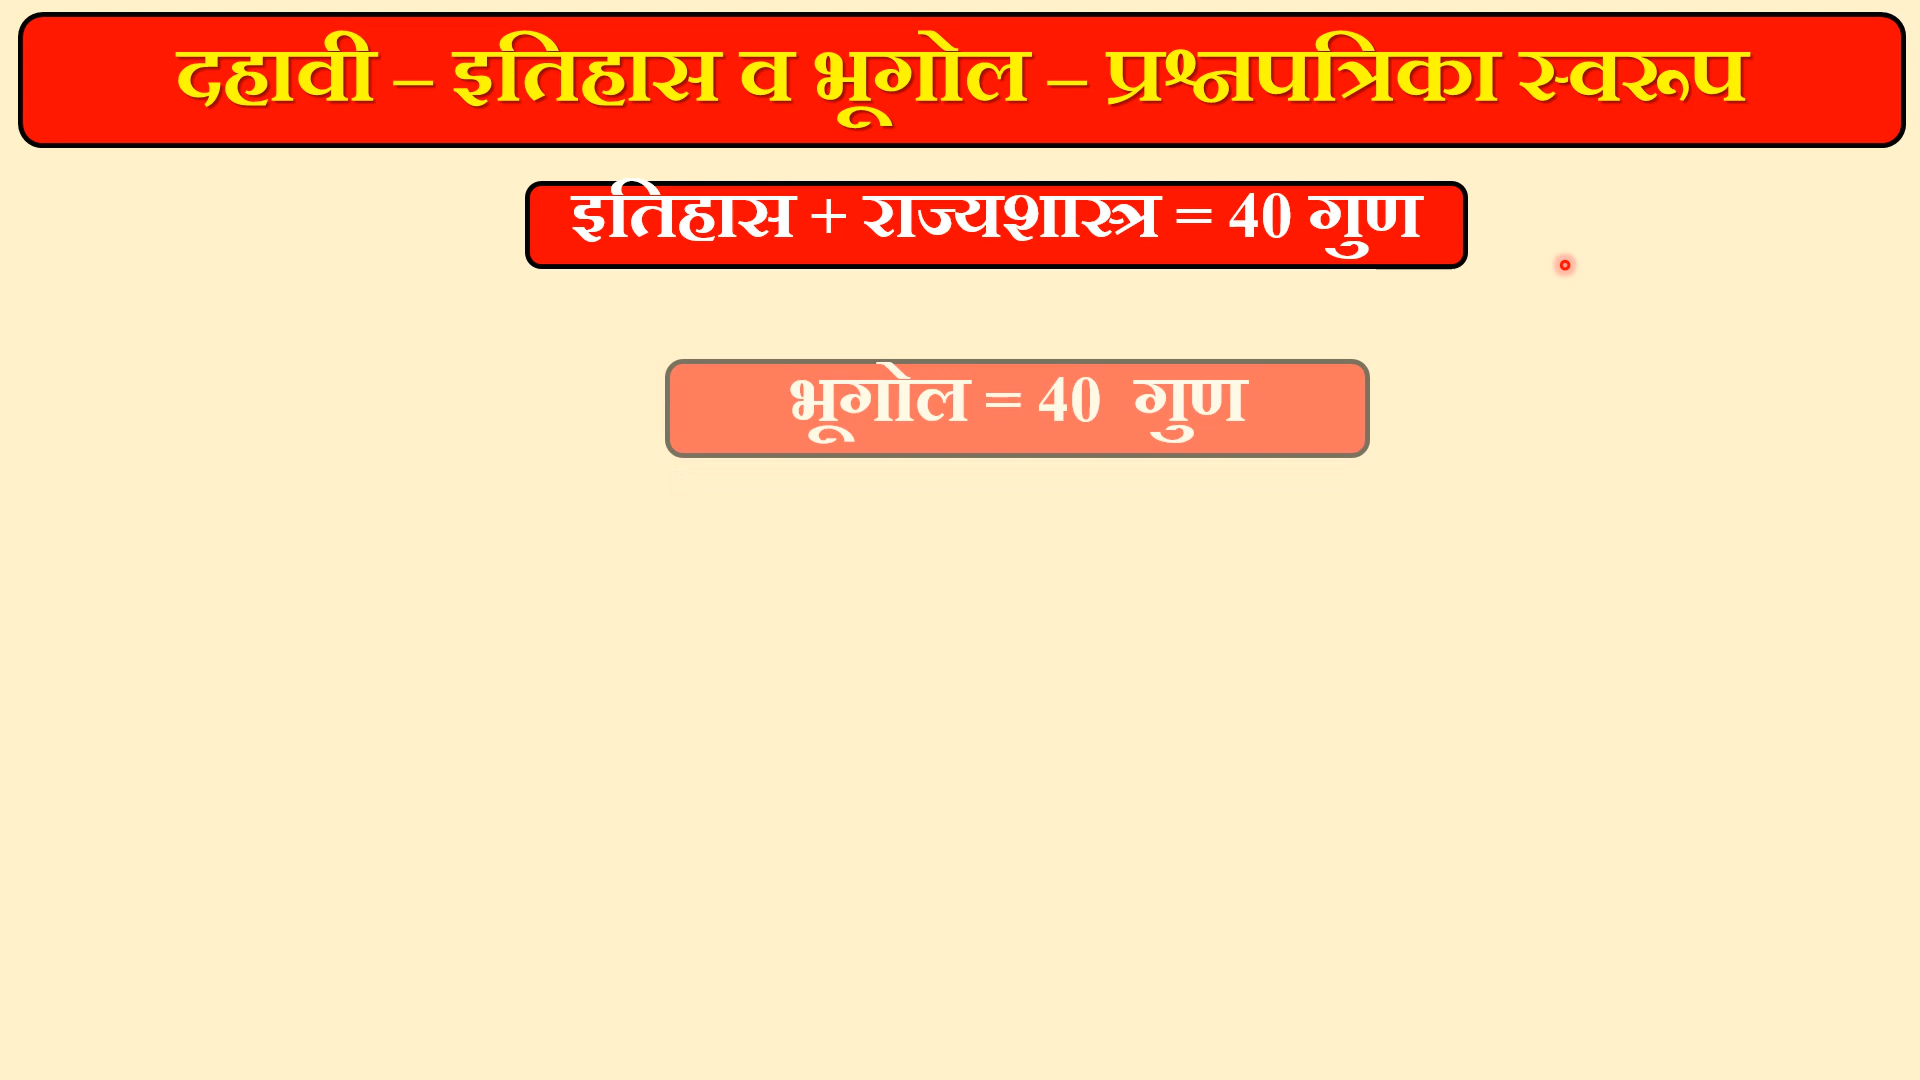 दहावी – इतिहास व भूगोल – प्रश्नपत्रिका स्वरूप
इतिहास + राज्यशास्त्र = 40 गुण
भूगोल = 40 गुण